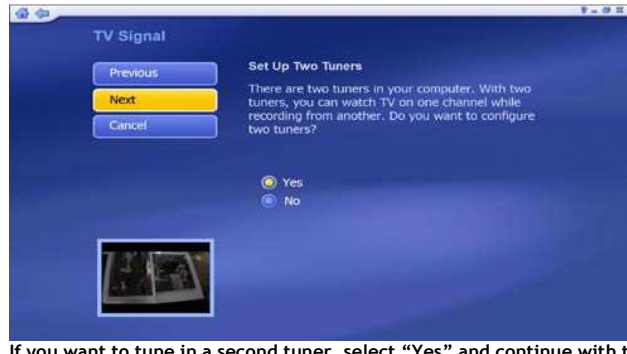 TV Signal
Previous
Next
Cancel
Set Up Two Tuners
There are two tuners in your computer. With two
tuners, you can watch TV on one channel while
recording from another. Do you want to configure
two tuners?
Yes
No
If you want to tune in a second tuner, select “Yes” and continue with